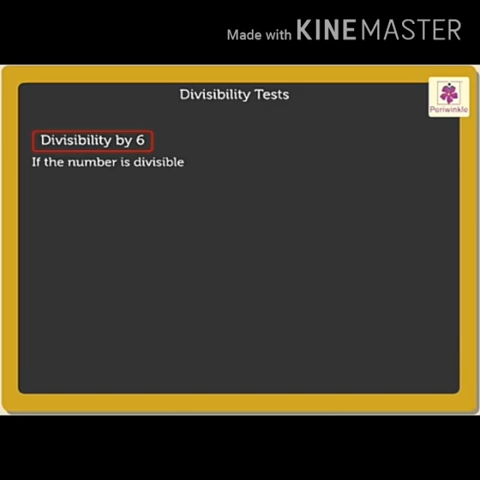 Made with KINEMASTER
Divisibility Tests
Periwinkle
Divisibility by 6
If the number is divisible